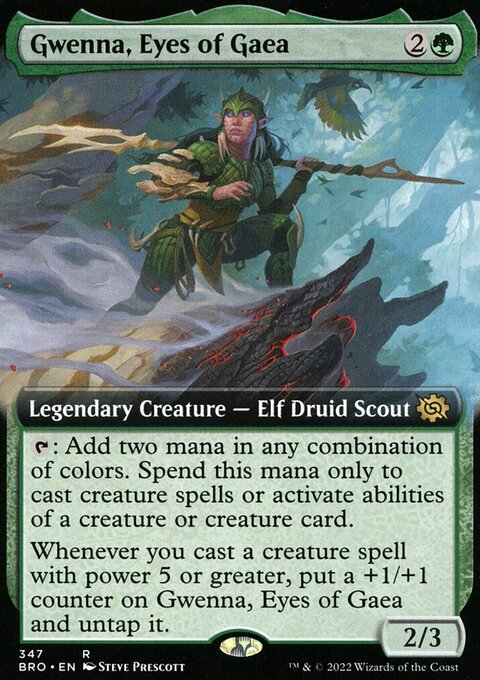 Gwenna, Eyes of Gaea 2
Legendary Creature — Elf Druid Scout
: Add two mana in any combination
of colors. Spend this mana only to
cast creature spells or activate abilities
of a creature or creature card.
Whenever you cast a creature spell
with power 5 or greater, put a +1/+1
counter on Gwenna, Eyes of Gaea
and untap it.
2/3
347 R
BRO • EN Steve Prescott
™ & © 2022 Wizards of the Coast